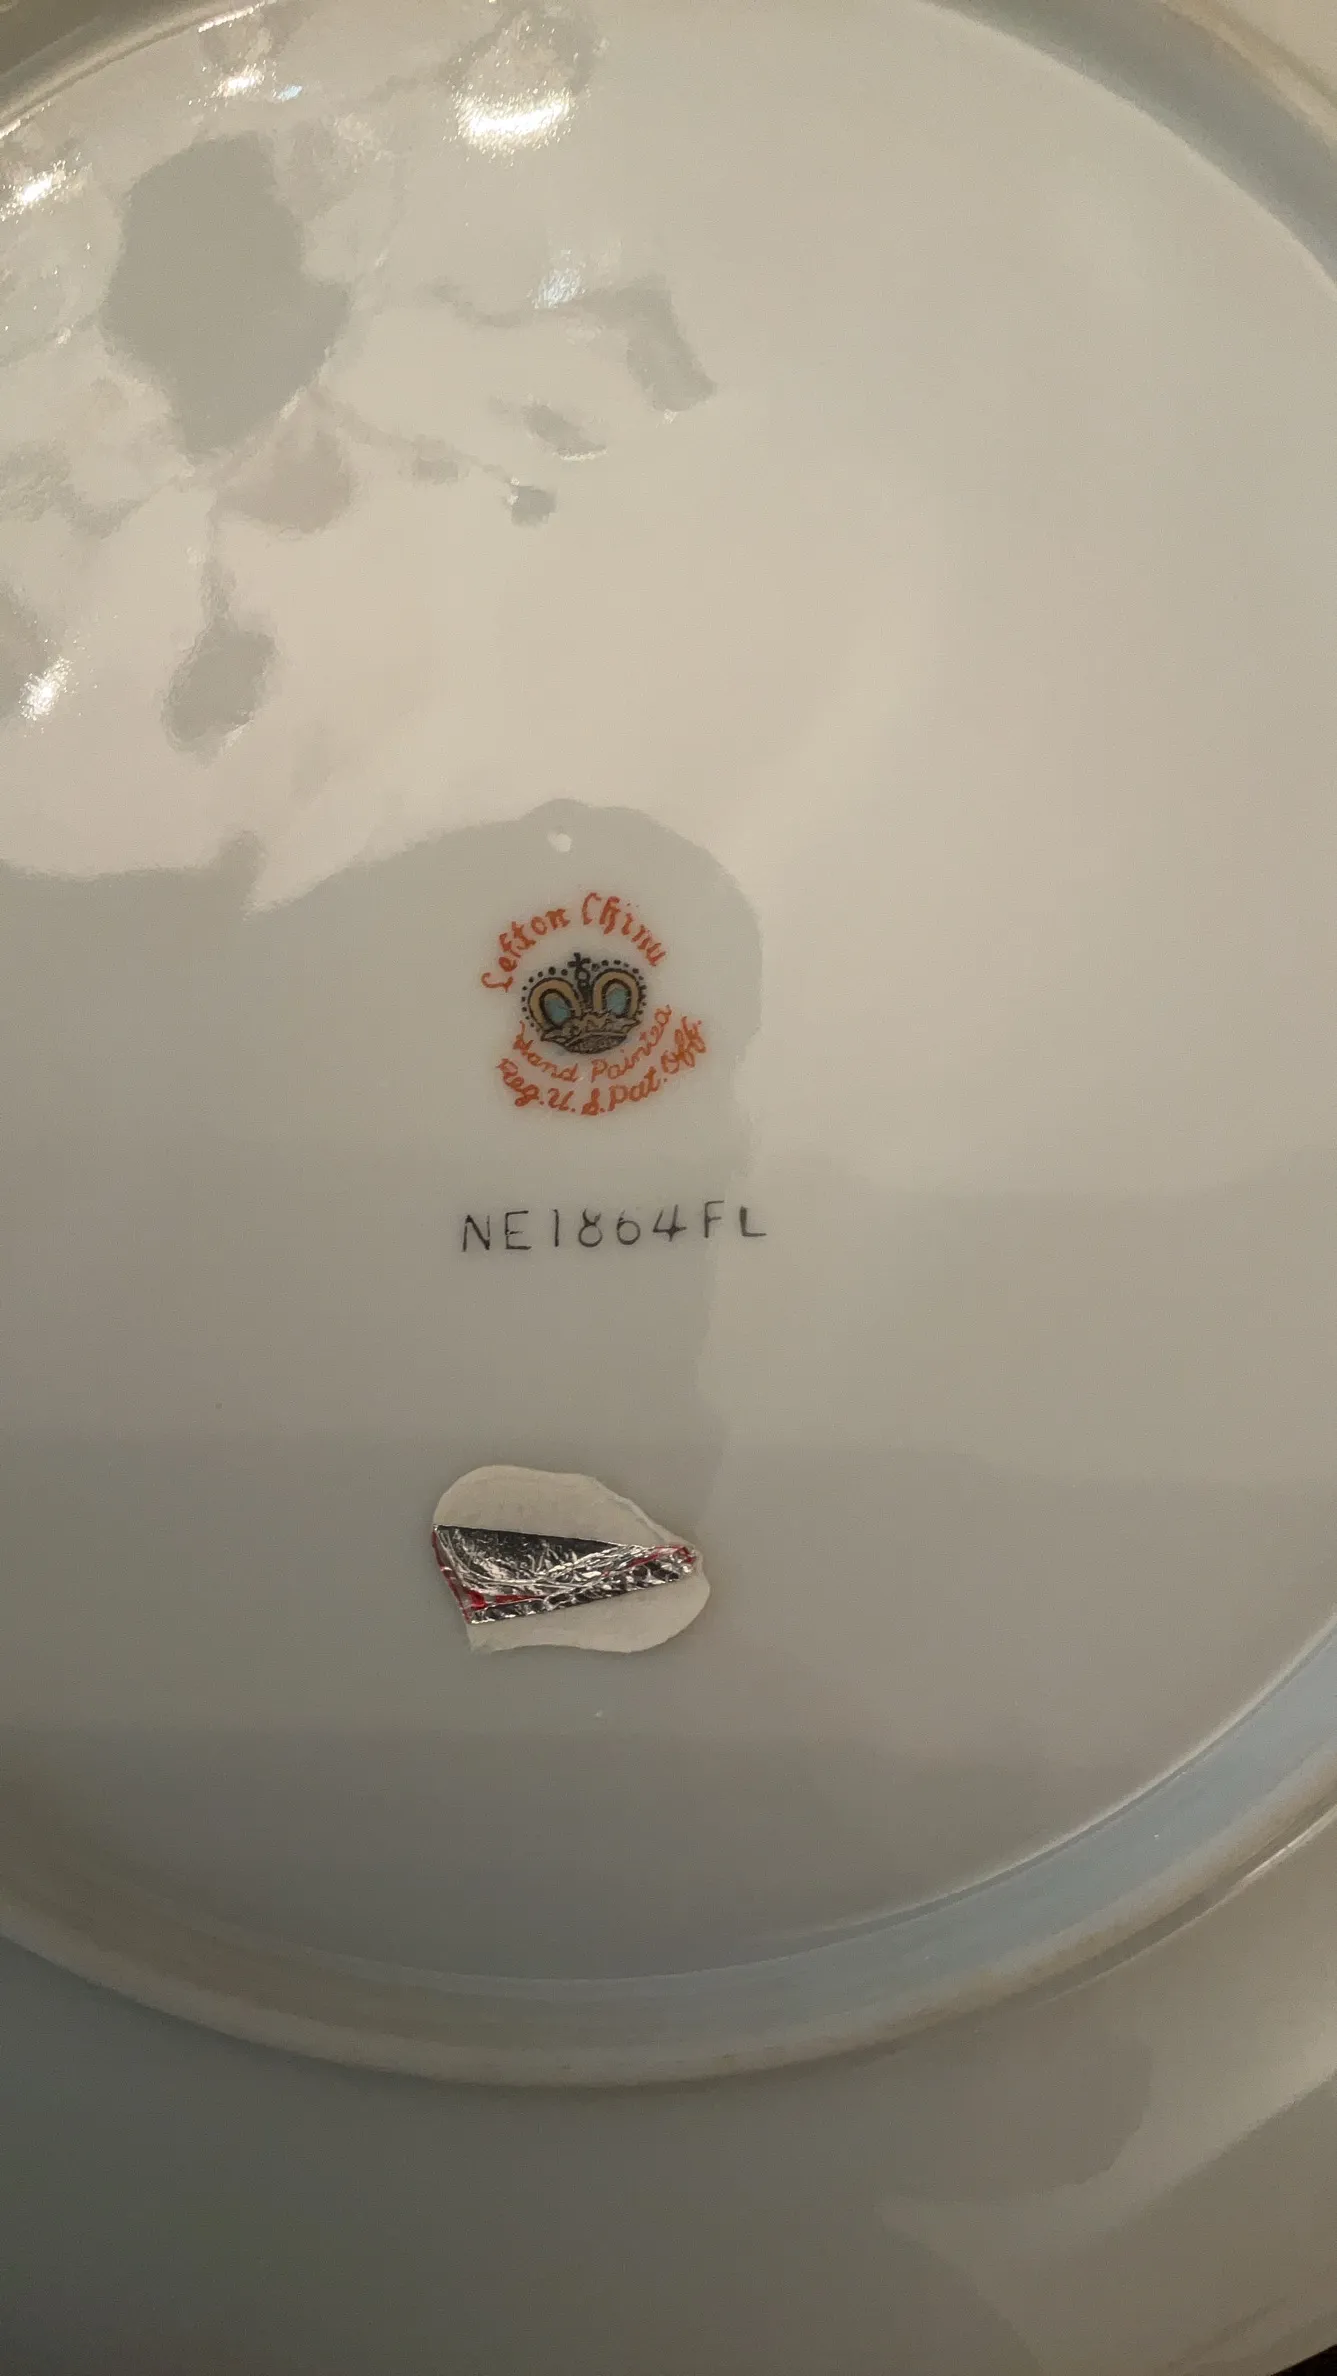 Lefton China
Hand Painted
Reg. U. S. Pat. Off.
NE1864FL